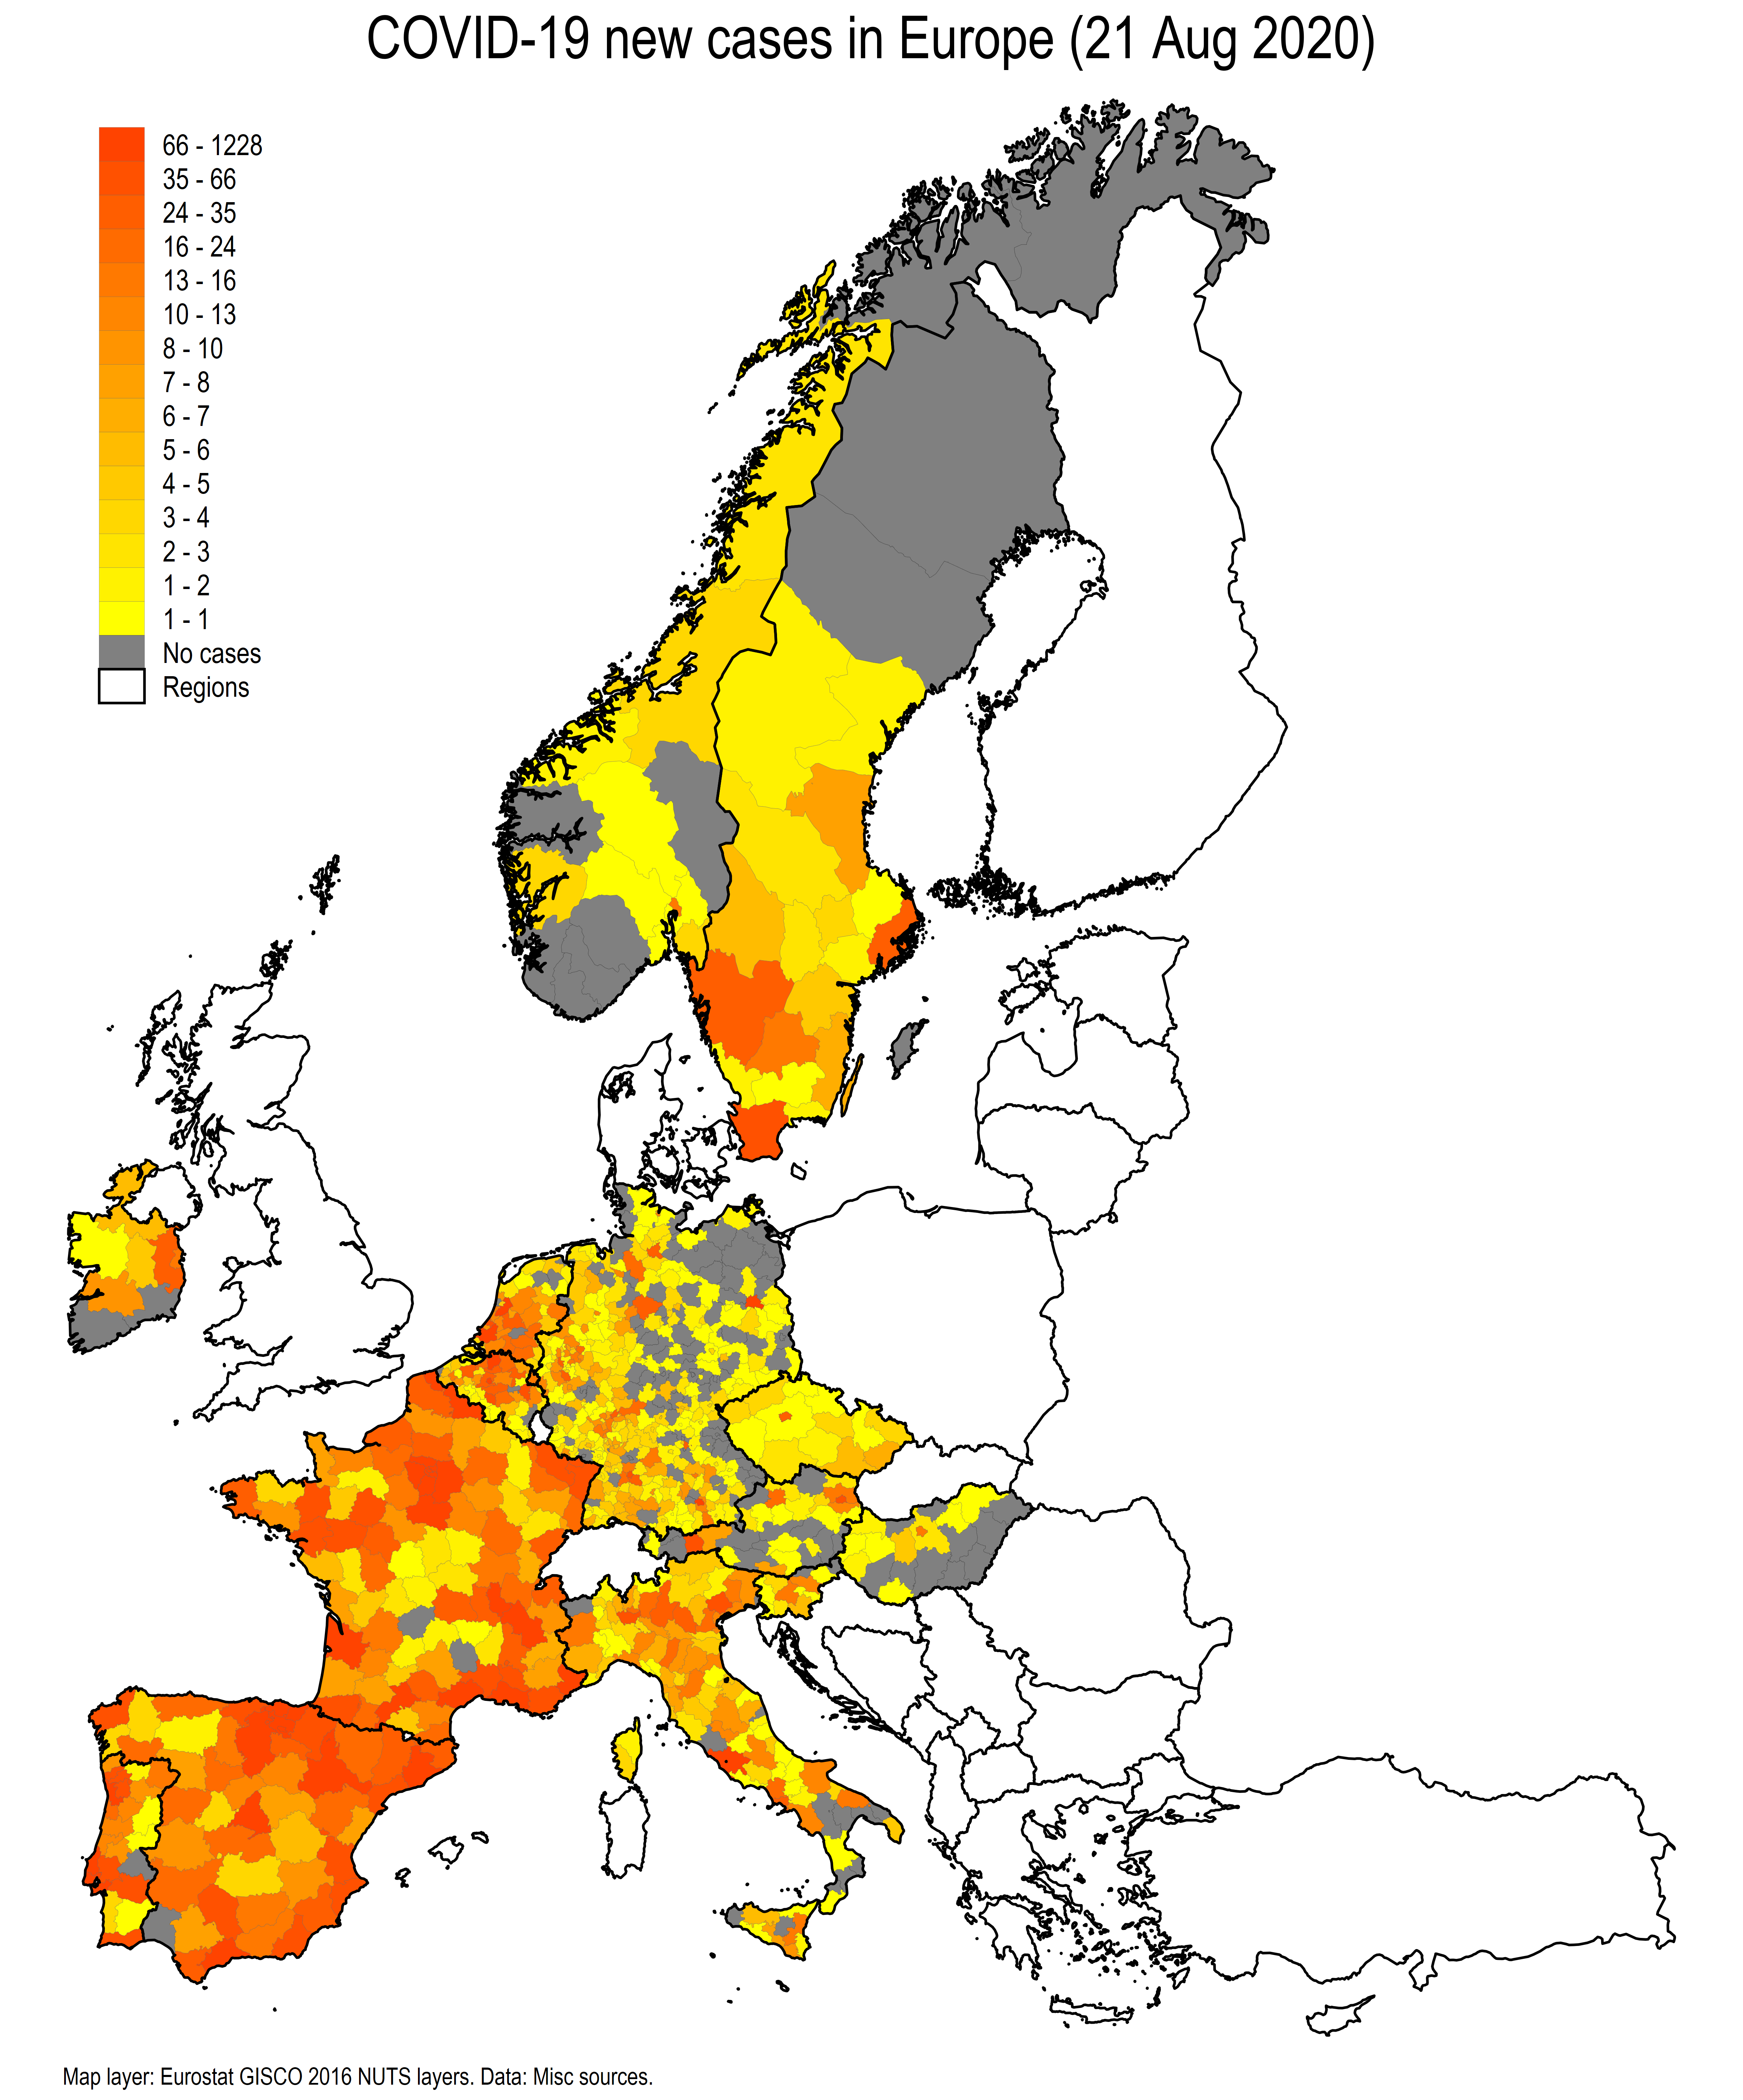 COVID-19 new cases in Europe (21 Aug 2020)
66 - 1228
35 - 66
24 - 35
16 - 24
13 - 16
10 - 13
8 - 10
7 - 8
6 - 7
5 - 6
4 - 5
3 - 4
2 - 3
1 - 2
1 - 1
No cases
Regions
Map layer: Eurostat GISCO 2016 NUTS layers. Data: Misc sources.